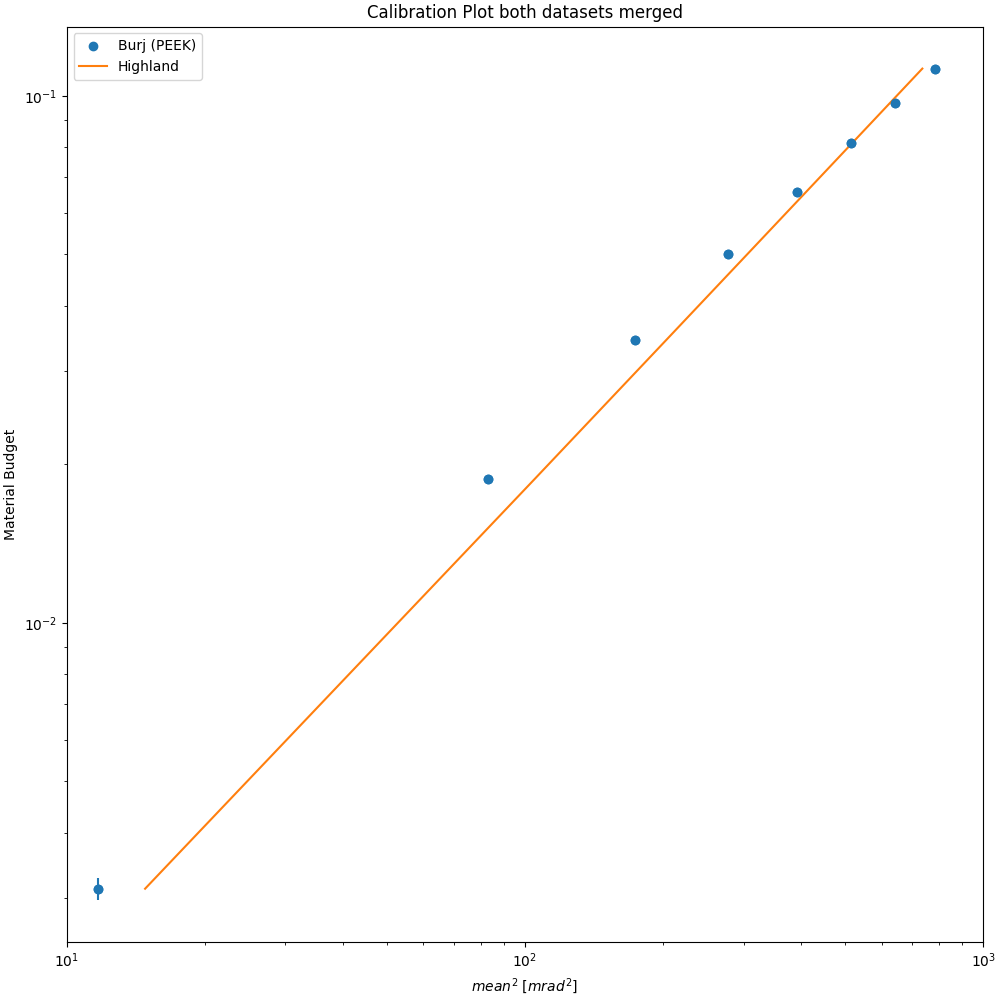 Calibration Plot both datasets merged
Burj (PEEK)
Highland
10⁻¹
10⁻²
Material Budget
10¹
10²
10³
mean² [mrad²]